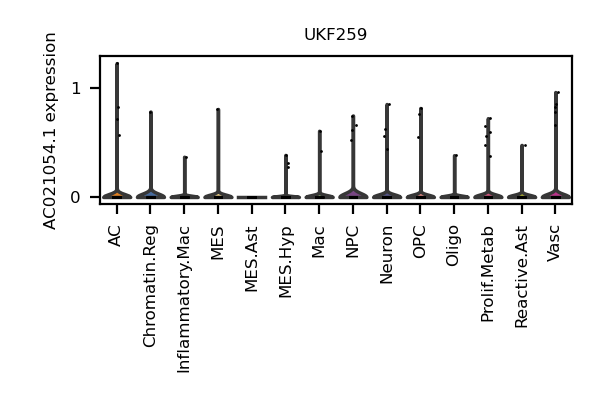 UKF259
AC021054.1 expression
1
0
AC
Chromatin.Reg
Inflammatory.Mac
MES
MES.Ast
MES.Hyp
Mac
NPC
Neuron
OPC
Oligo
Prolif.Metab
Reactive.Ast
Vasc